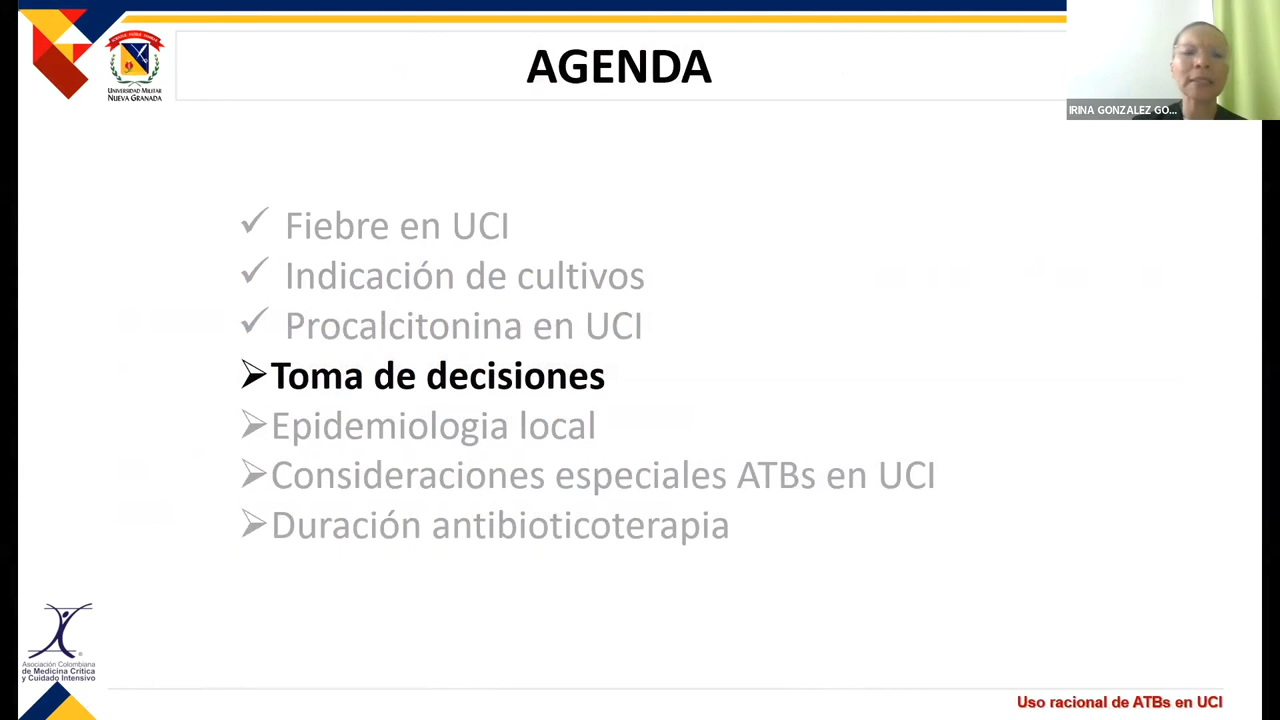 UNIVERSIDAD MILITAR
NUEVA GRANADA
AGENDA
IRINA GONZALEZ GO...
✓ Fiebre en UCI
✓ Indicación de cultivos
✓ Procalcitonina en UCI
➢Toma de decisiones
➢Epidemiologia local
➢Consideraciones especiales ATBs en UCI
➢Duración antibioticoterapia
Asociación Colombiana
de Medicina Crítica
y Cuidado Intensivo
Uso racional de ATBs en UCI